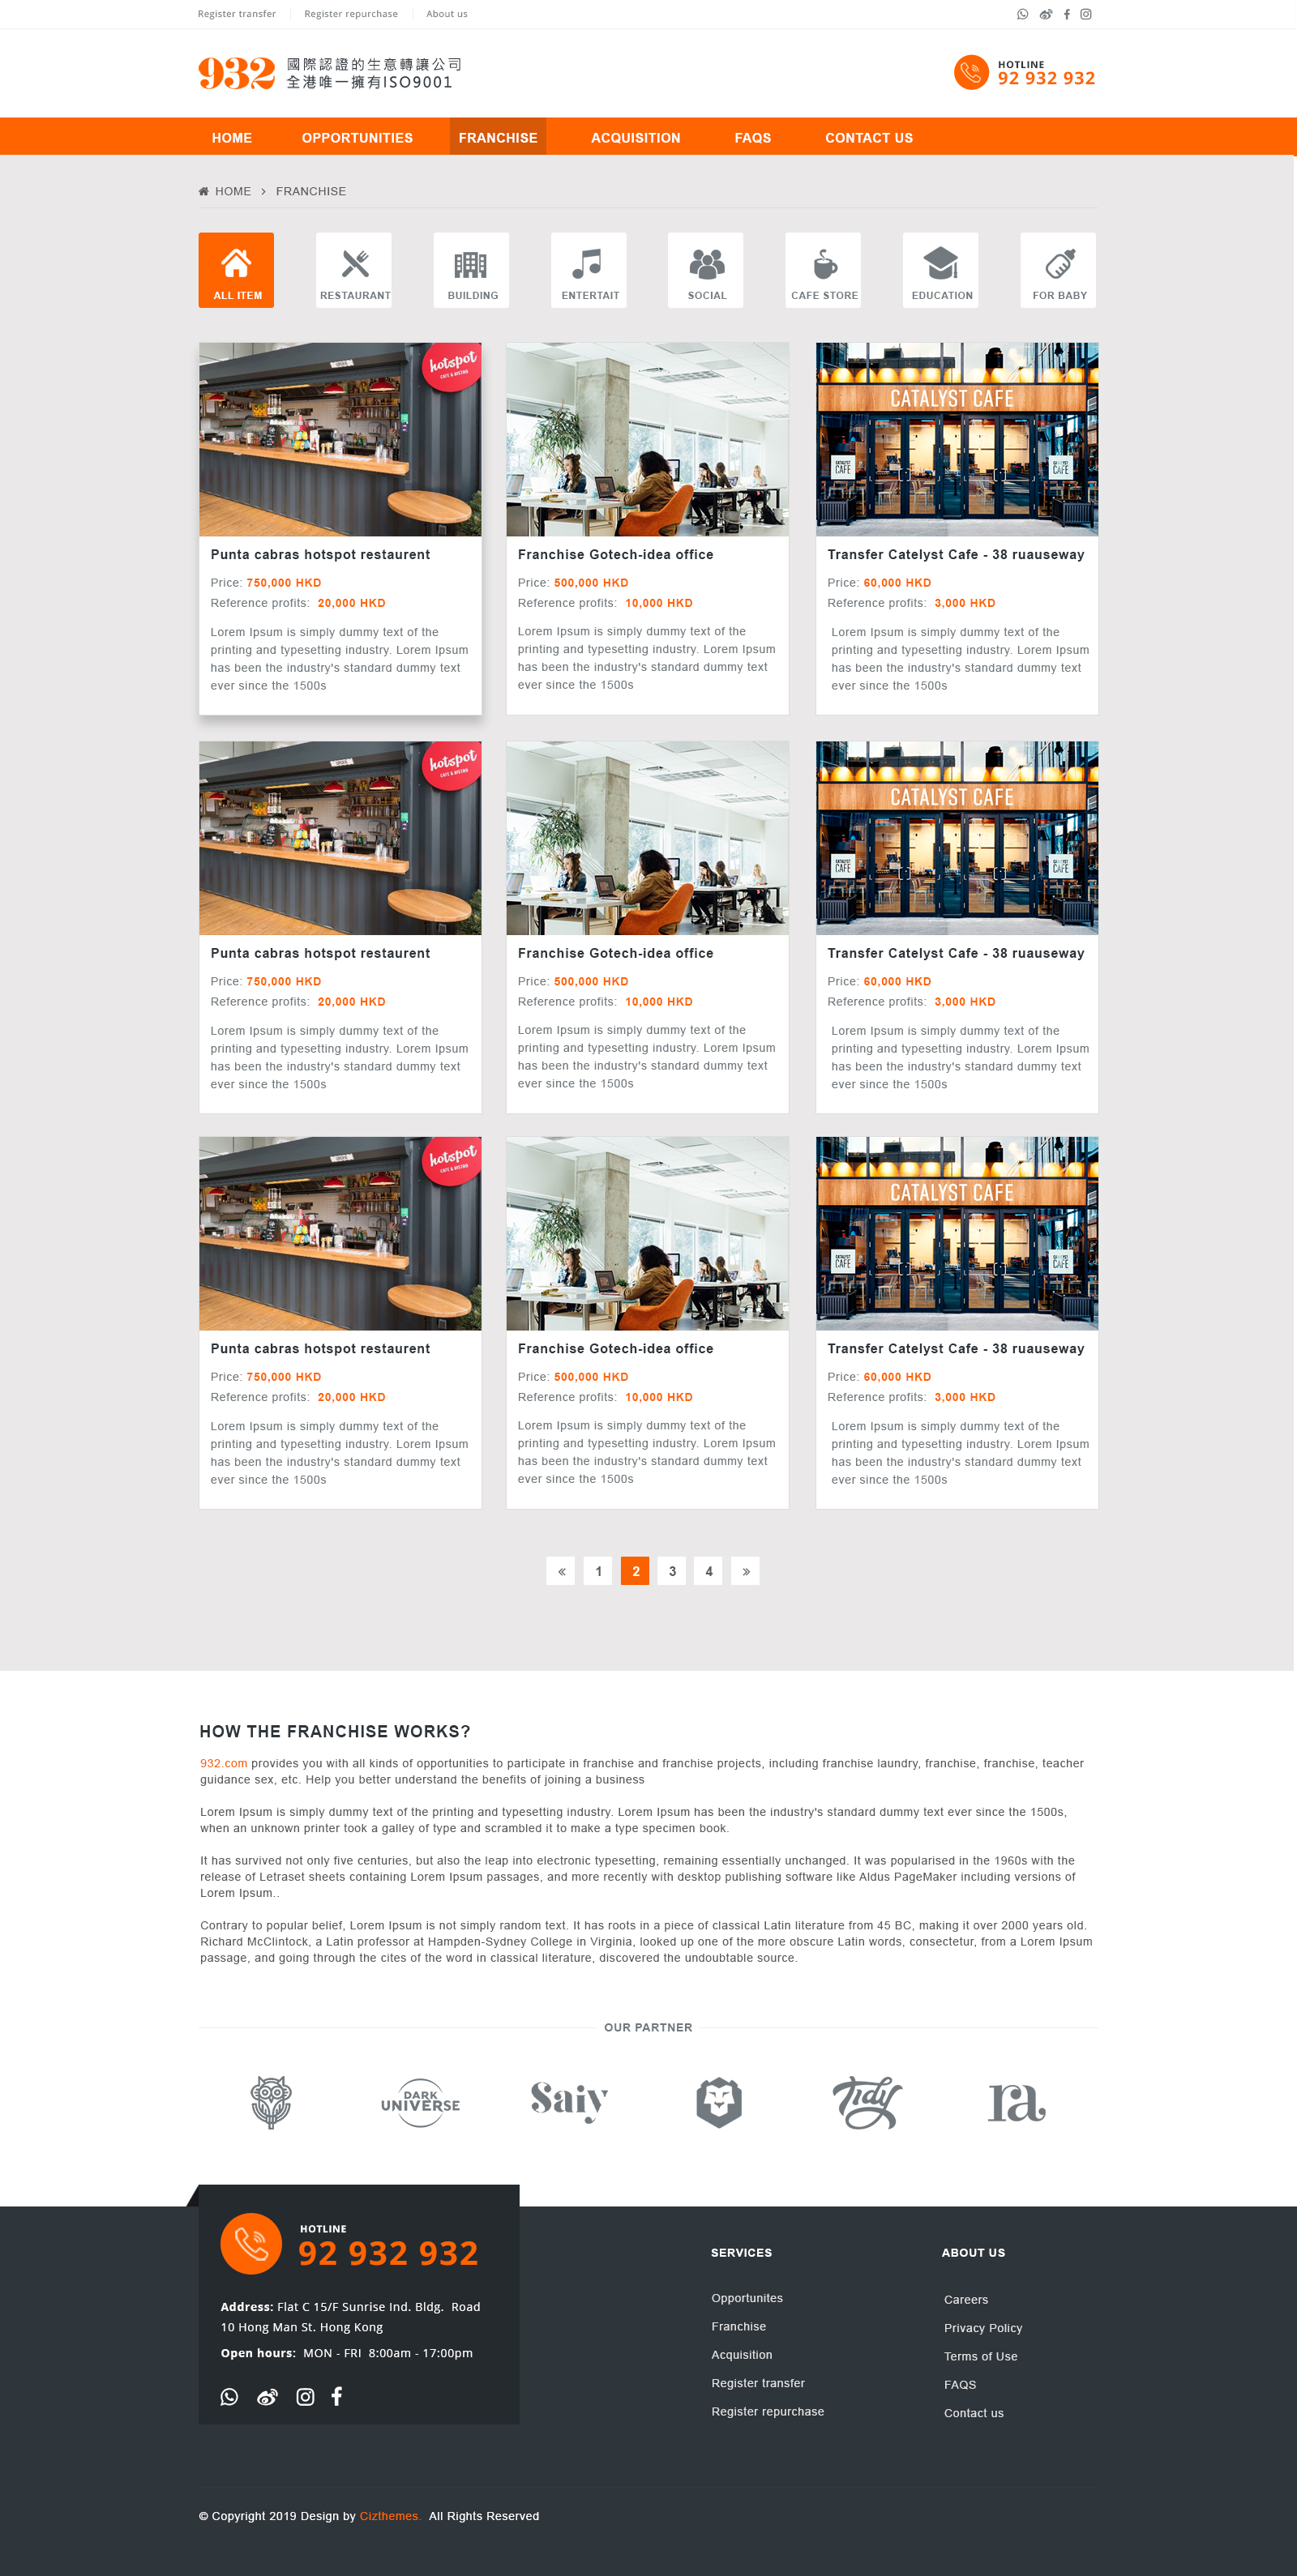 Register transfer
Register repurchase
About us
932
國際認證的生意轉讓公司
全港唯一擁有ISO9001
HOTLINE
92 932 932
HOME
OPPORTUNITIES
FRANCHISE
ACQUISITION
FAQS
CONTACT US
HOME > FRANCHISE
ALL ITEM
RESTAURANT
BUILDING
ENTERTAIT
SOCIAL
CAFE STORE
EDUCATION
FOR BABY
hotspot
CAFE & BISTRO
CATALYST CAFE
CATALYST
CAFE
CATALYST
CAFE
Punta cabras hotspot restaurent
Price: 750,000 HKD
Reference profits: 20,000 HKD
Lorem Ipsum is simply dummy text of the
printing and typesetting industry. Lorem Ipsum
has been the industry's standard dummy text
ever since the 1500s
Franchise Gotech-idea office
Price: 500,000 HKD
Reference profits: 10,000 HKD
Lorem Ipsum is simply dummy text of the
printing and typesetting industry. Lorem Ipsum
has been the industry's standard dummy text
ever since the 1500s
Transfer Catelyst Cafe - 38 ruauseway
Price: 60,000 HKD
Reference profits: 3,000 HKD
Lorem Ipsum is simply dummy text of the
printing and typesetting industry. Lorem Ipsum
has been the industry's standard dummy text
ever since the 1500s
hotspot
CAFE & BISTRO
CATALYST CAFE
CATALYST
CAFE
CATALYST
CAFE
Punta cabras hotspot restaurent
Price: 750,000 HKD
Reference profits: 20,000 HKD
Lorem Ipsum is simply dummy text of the
printing and typesetting industry. Lorem Ipsum
has been the industry's standard dummy text
ever since the 1500s
Franchise Gotech-idea office
Price: 500,000 HKD
Reference profits: 10,000 HKD
Lorem Ipsum is simply dummy text of the
printing and typesetting industry. Lorem Ipsum
has been the industry's standard dummy text
ever since the 1500s
Transfer Catelyst Cafe - 38 ruauseway
Price: 60,000 HKD
Reference profits: 3,000 HKD
Lorem Ipsum is simply dummy text of the
printing and typesetting industry. Lorem Ipsum
has been the industry's standard dummy text
ever since the 1500s
hotspot
CAFE & BISTRO
CATALYST CAFE
CATALYST
CAFE
CATALYST
CAFE
Punta cabras hotspot restaurent
Price: 750,000 HKD
Reference profits: 20,000 HKD
Lorem Ipsum is simply dummy text of the
printing and typesetting industry. Lorem Ipsum
has been the industry's standard dummy text
ever since the 1500s
Franchise Gotech-idea office
Price: 500,000 HKD
Reference profits: 10,000 HKD
Lorem Ipsum is simply dummy text of the
printing and typesetting industry. Lorem Ipsum
has been the industry's standard dummy text
ever since the 1500s
Transfer Catelyst Cafe - 38 ruauseway
Price: 60,000 HKD
Reference profits: 3,000 HKD
Lorem Ipsum is simply dummy text of the
printing and typesetting industry. Lorem Ipsum
has been the industry's standard dummy text
ever since the 1500s
« 1 2 3 4 »
HOW THE FRANCHISE WORKS?
932.com provides you with all kinds of opportunities to participate in franchise and franchise projects, including franchise laundry, franchise, franchise, teacher
guidance sex, etc. Help you better understand the benefits of joining a business
Lorem Ipsum is simply dummy text of the printing and typesetting industry. Lorem Ipsum has been the industry's standard dummy text ever since the 1500s,
when an unknown printer took a galley of type and scrambled it to make a type specimen book.
It has survived not only five centuries, but also the leap into electronic typesetting, remaining essentially unchanged. It was popularised in the 1960s with the
release of Letraset sheets containing Lorem Ipsum passages, and more recently with desktop publishing software like Aldus PageMaker including versions of
Lorem Ipsum..
Contrary to popular belief, Lorem Ipsum is not simply random text. It has roots in a piece of classical Latin literature from 45 BC, making it over 2000 years old.
Richard McClintock, a Latin professor at Hampden-Sydney College in Virginia, looked up one of the more obscure Latin words, consectetur, from a Lorem Ipsum
passage, and going through the cites of the word in classical literature, discovered the undoubtable source.
OUR PARTNER
DARK
UNIVERSE
Saiy
Tidy
ra
HOTLINE
92 932 932
Address: Flat C 15/F Sunrise Ind. Bldg. Road
10 Hong Man St. Hong Kong
Open hours: MON - FRI 8:00am - 17:00pm
SERVICES
Opportunites
Franchise
Acquisition
Register transfer
Register repurchase
ABOUT US
Careers
Privacy Policy
Terms of Use
FAQS
Contact us
© Copyright 2019 Design by Cizthemes. All Rights Reserved